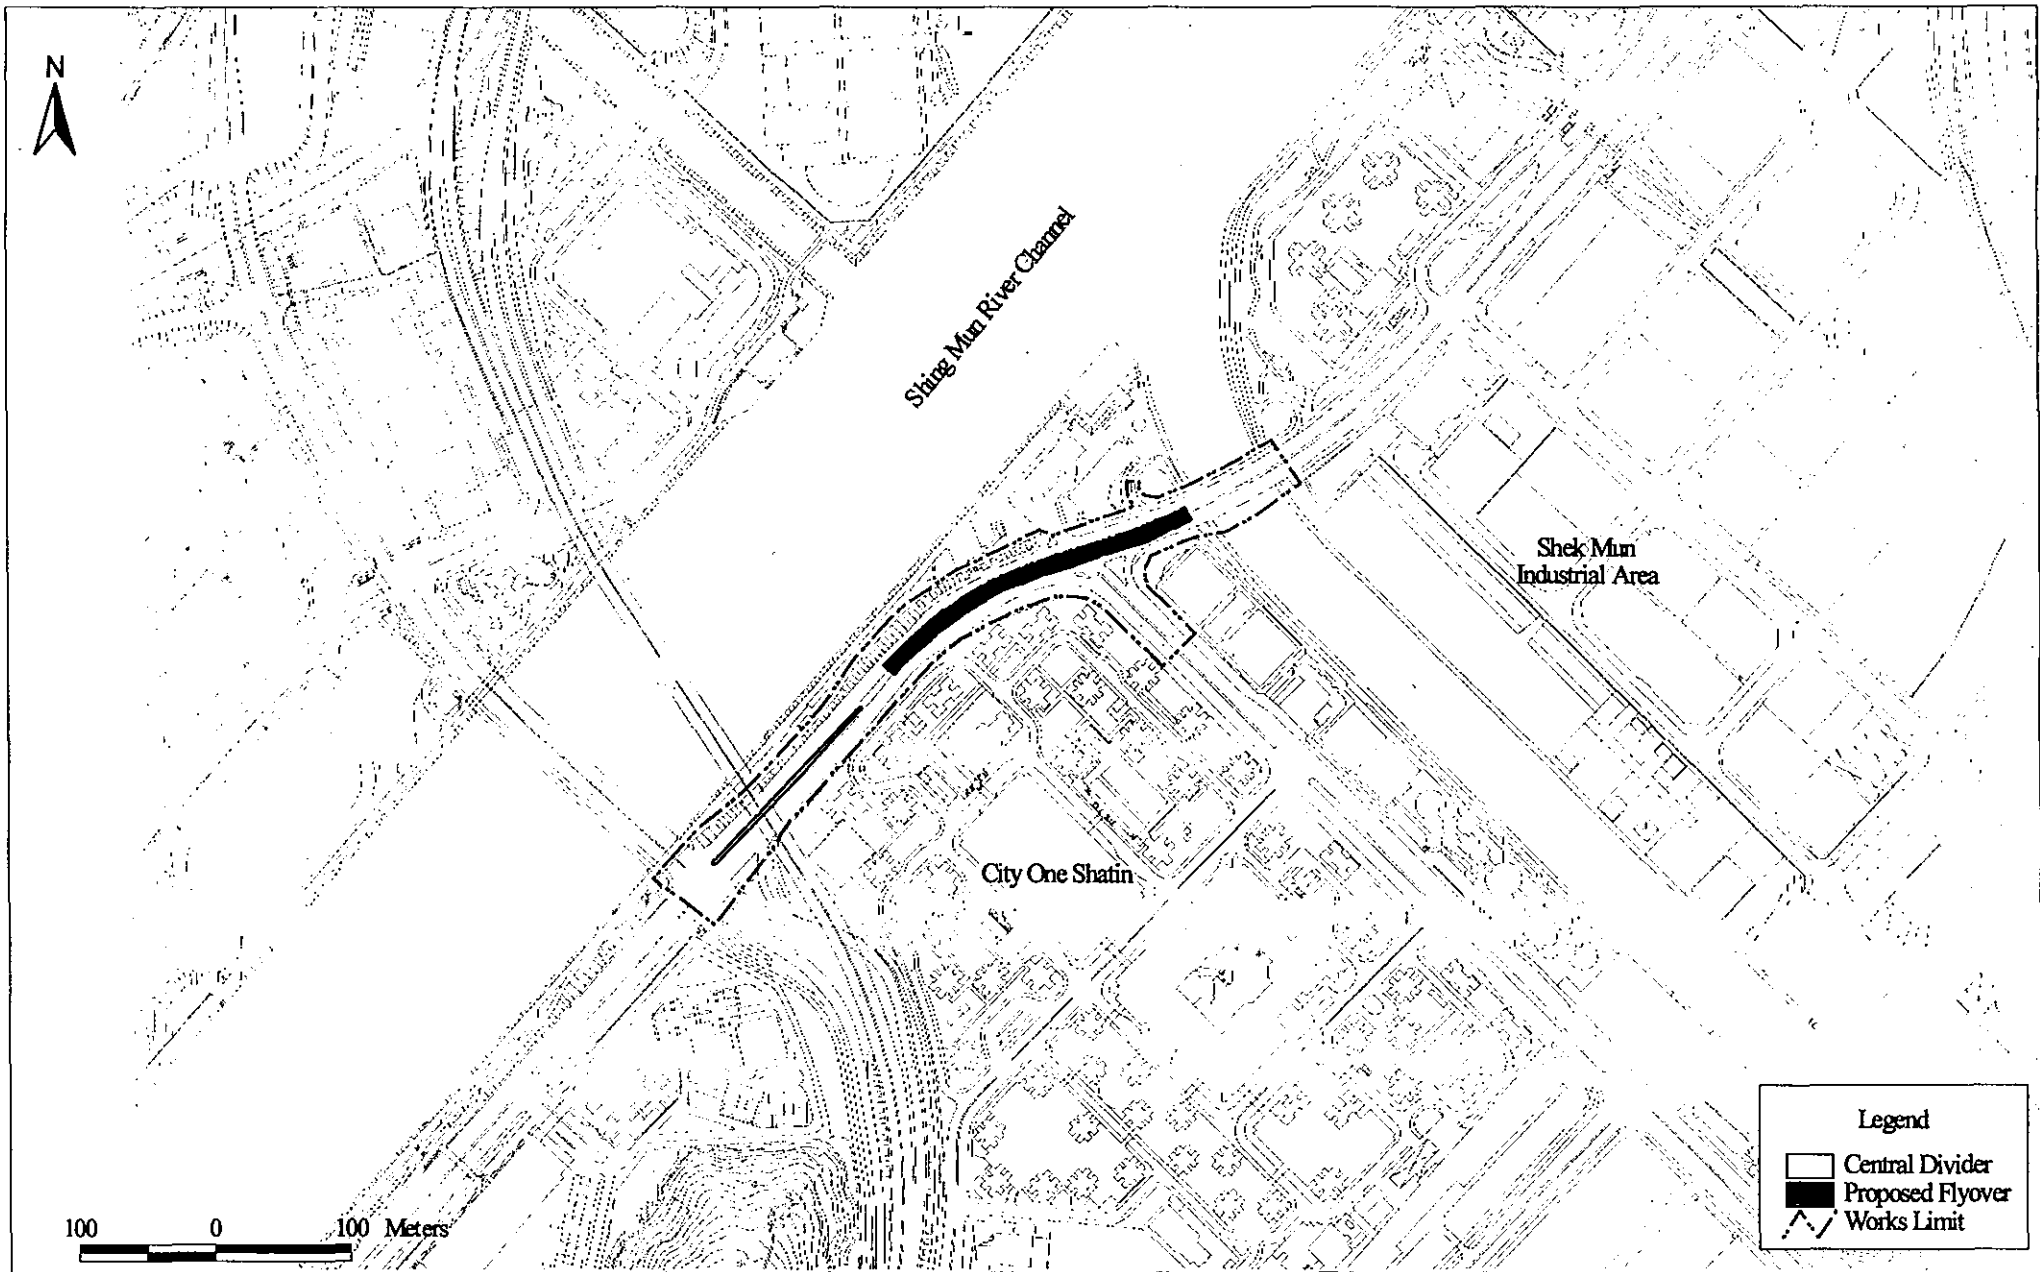 N
Shing Mun River Channel
Shek Mun
Industrial Area
City One Shatin
Legend
Central Divider
Proposed Flyover
Works Limit
100 0 100 Meters